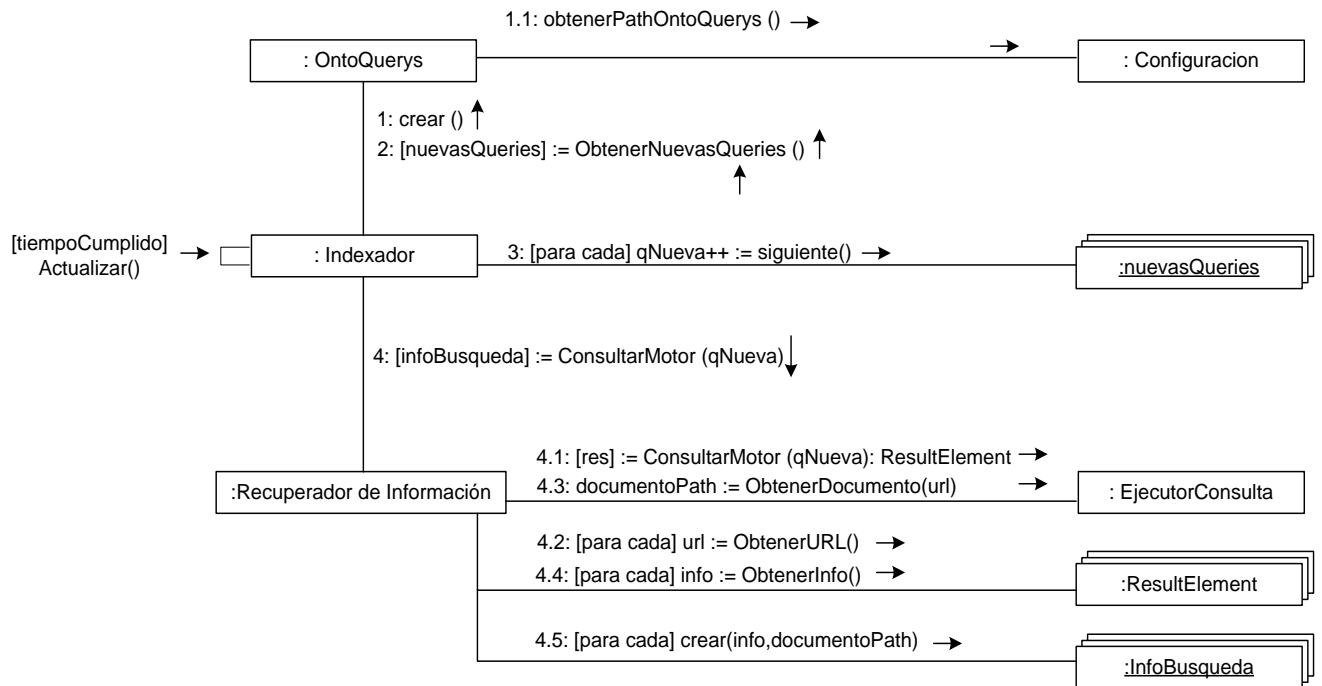 1.1: obtenerPathOntoQuerys ()
: OntoQuerys
: Configuracion
1: crear ()
2: [nuevasQueries] := ObtenerNuevasQueries ()
[tiempoCumplido]
Actualizar()
: Indexador
3: [para cada] qNueva++ := siguiente()
:nuevasQueries
4: [infoBusqueda] := ConsultarMotor (qNueva)
4.1: [res] := ConsultarMotor (qNueva): ResultElement
:Recuperador de Información
4.3: documentoPath := ObtenerDocumento(url)
: EjecutorConsulta
4.2: [para cada] url := ObtenerURL()
4.4: [para cada] info := ObtenerInfo()
:ResultElement
4.5: [para cada] crear(info,documentoPath)
:InfoBusqueda